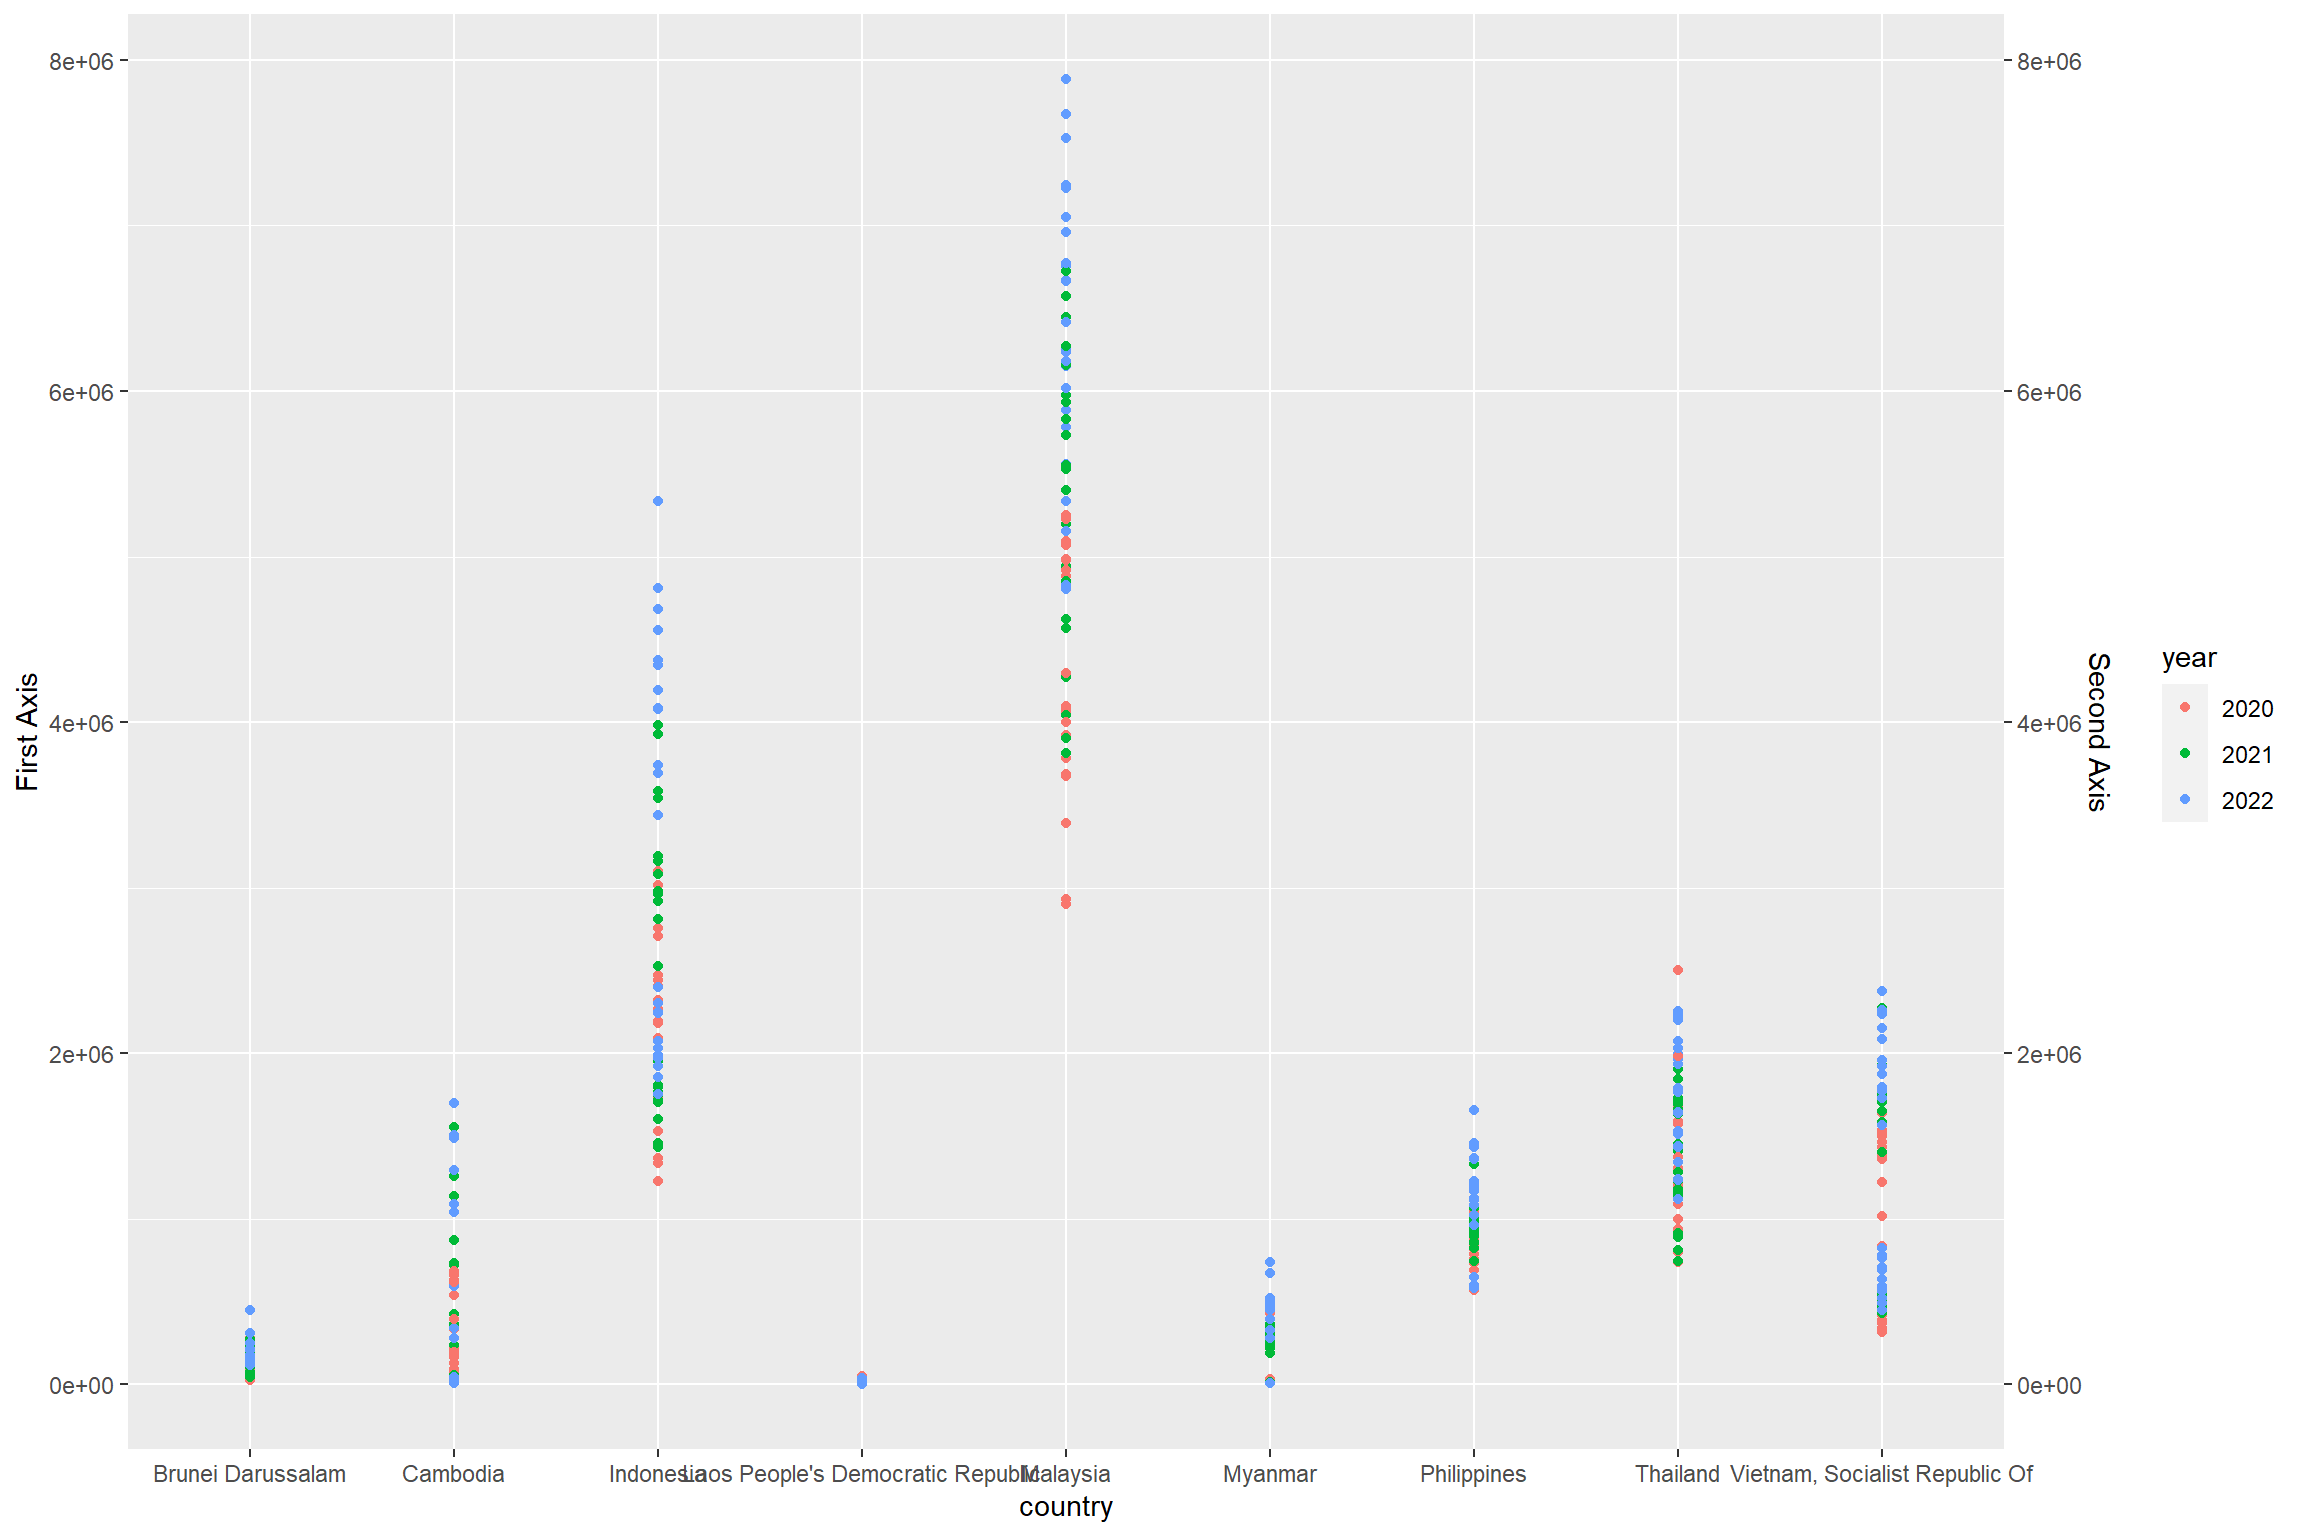 8e+06
6e+06
4e+06
2e+06
0e+00
First Axis
8e+06
6e+06
4e+06
2e+06
0e+00
Second Axis
year
2020
2021
2022
Brunei Darussalam
Cambodia
Indonesia
Laos People's Democratic Republic
Malaysia
Myanmar
Philippines
Thailand
Vietnam, Socialist Republic Of
country